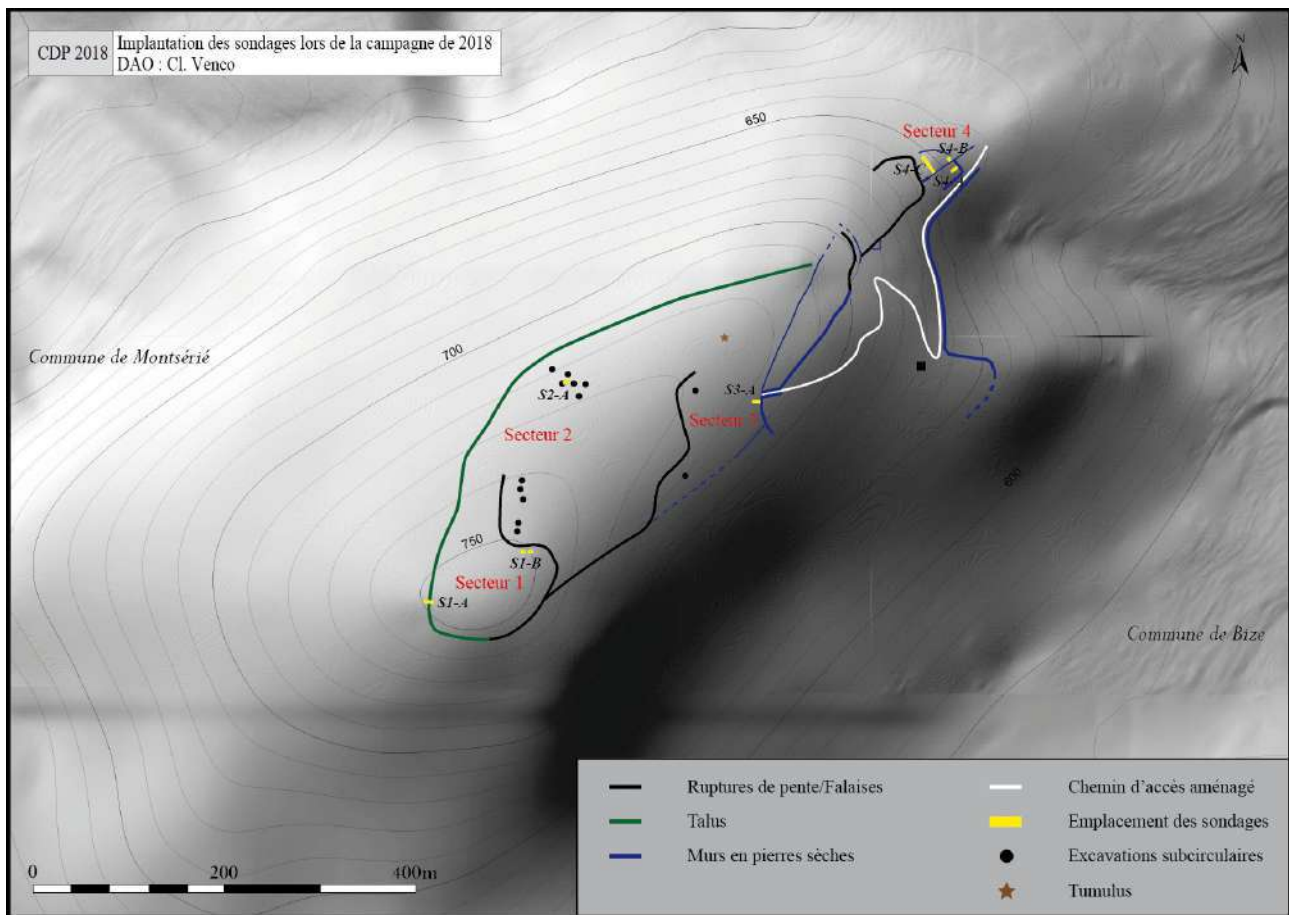 CDP 2018
Implantation des sondages lors de la campagne de 2018
DAO : Cl. Venco
650
Secteur 4
S4-B
S4-C
700
Commune de Montsérié
S2-A
S3-A
Secteur 2
Secteur 3
600
750
S1-B
Secteur 1
S1-A
Commune de Bize
Ruptures de pente/Falaises
Talus
Murs en pierres sèches
Chemin d'accès aménagé
Emplacement des sondages
Excavations subcirculaires
Tumulus
0
200
400m